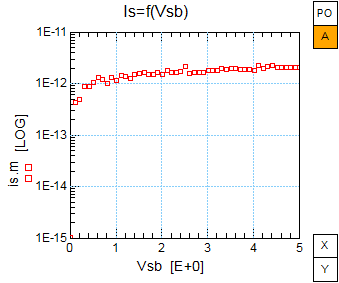 Is=f(Vsb)
PO
A
1E-11
1E-12
1E-13
1E-14
1E-15
is.m [LOG]
0 1 2 3 4 5
Vsb [E+0]
X
Y